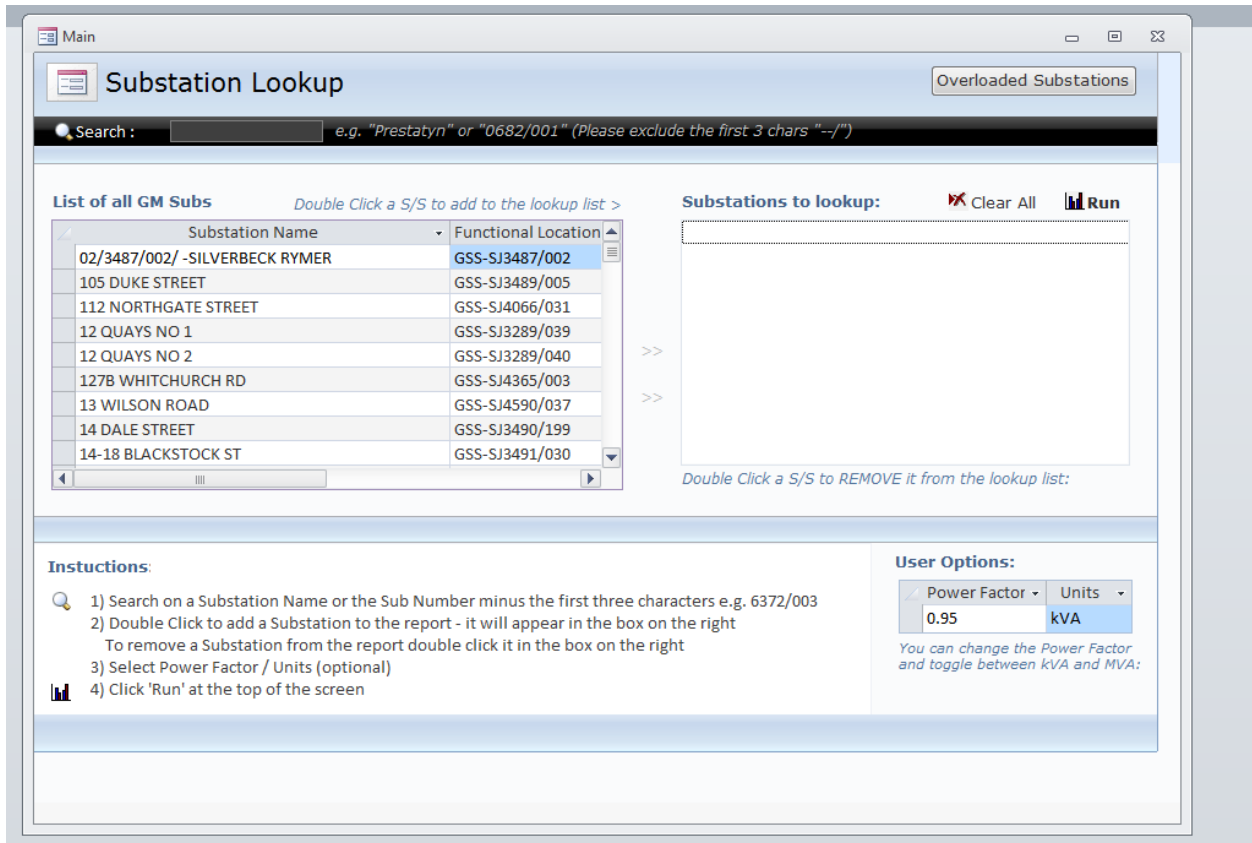 Main
Substation Lookup
Overloaded Substations
Search : e.g. "Prestatyn" or "0682/001" (Please exclude the first 3 chars "--/")
List of all GM Subs
Double Click a S/S to add to the lookup list >
Substation Name Functional Location
02/3487/002/ -SILVERBECK RYMER GSS-SJ3487/002
105 DUKE STREET GSS-SJ3489/005
112 NORTHGATE STREET GSS-SJ4066/031
12 QUAYS NO 1 GSS-SJ3289/039
12 QUAYS NO 2 GSS-SJ3289/040
127B WHITCHURCH RD GSS-SJ4365/003
13 WILSON ROAD GSS-SJ4590/037
14 DALE STREET GSS-SJ3490/199
14-18 BLACKSTOCK ST GSS-SJ3491/030
>>
>>
Substations to lookup:
Clear All
Run
Double Click a S/S to REMOVE it from the lookup list:
Instuctions:
1) Search on a Substation Name or the Sub Number minus the first three characters e.g. 6372/003
2) Double Click to add a Substation to the report - it will appear in the box on the right
To remove a Substation from the report double click it in the box on the right
3) Select Power Factor / Units (optional)
4) Click 'Run' at the top of the screen
User Options:
Power Factor Units
0.95 kVA
You can change the Power Factor
and toggle between kVA and MVA: